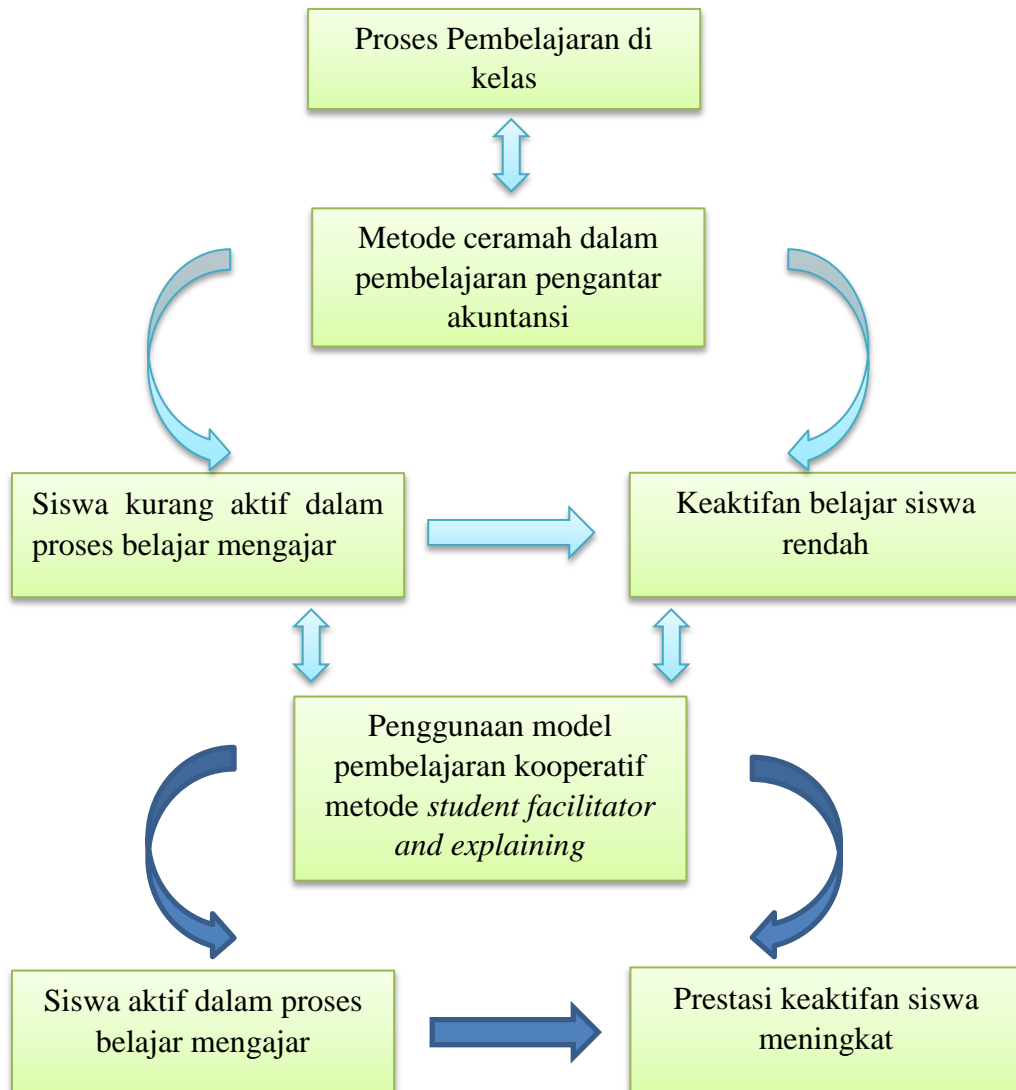 Proses Pembelajaran di
kelas
Metode ceramah dalam
pembelajaran pengantar
akuntansi
Siswa kurang aktif dalam
proses belajar mengajar
Keaktifan belajar siswa
rendah
Penggunaan model
pembelajaran kooperatif
metode student facilitator
and explaining
Siswa aktif dalam proses
belajar mengajar
Prestasi keaktifan siswa
meningkat